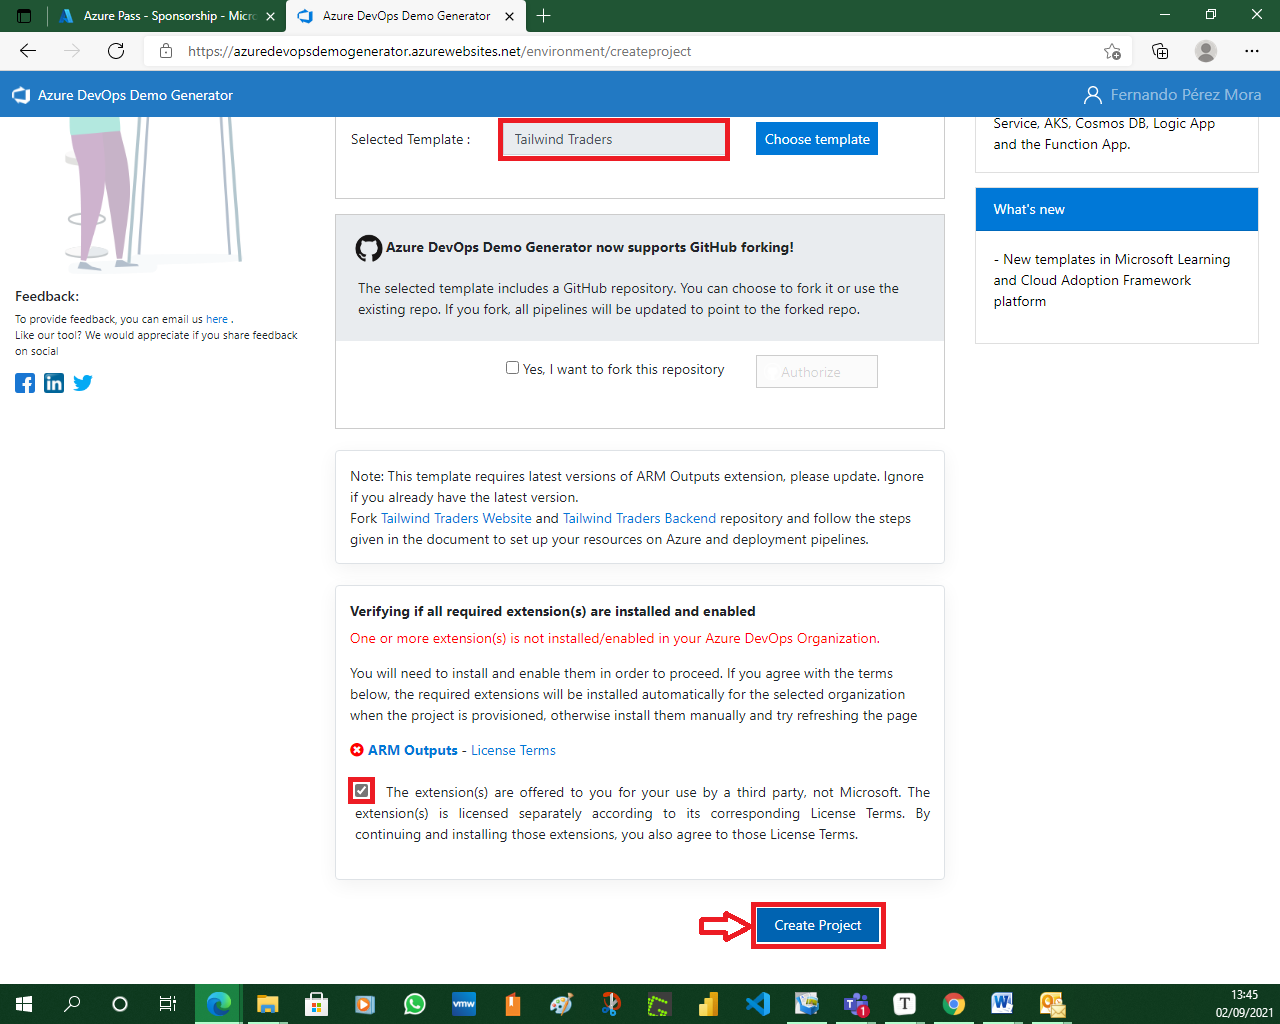 Azure Pass - Sponsorship - Micro
Azure DevOps Demo Generator
https://azuredevopsdemogenerator.azurewebsites.net/environment/createproject
Azure DevOps Demo Generator
Fernando Pérez Mora
Selected Template :
Tailwind Traders
Choose template
Service, AKS, Cosmos DB, Logic App
and the Function App.
What's new
- New templates in Microsoft Learning
and Cloud Adoption Framework
platform
Azure DevOps Demo Generator now supports GitHub forking!
The selected template includes a GitHub repository. You can choose to fork it or use the
existing repo. If you fork, all pipelines will be updated to point to the forked repo.
Yes, I want to fork this repository
Authorize
Feedback:
To provide feedback, you can email us here .
Like our tool? We would appreciate if you share feedback
on social
Note: This template requires latest versions of ARM Outputs extension, please update. Ignore
if you already have the latest version.
Fork Tailwind Traders Website and Tailwind Traders Backend repository and follow the steps
given in the document to set up your resources on Azure and deployment pipelines.
Verifying if all required extension(s) are installed and enabled
One or more extension(s) is not installed/enabled in your Azure DevOps Organization.
You will need to install and enable them in order to proceed. If you agree with the terms
below, the required extensions will be installed automatically for the selected organization
when the project is provisioned, otherwise install them manually and try refreshing the page
ARM Outputs - License Terms
The extension(s) are offered to you for your use by a third party, not Microsoft. The
extension(s) is licensed separately according to its corresponding License Terms. By
continuing and installing those extensions, you also agree to those License Terms.
Create Project
vmw
1
T
W
13:45
02/09/2021